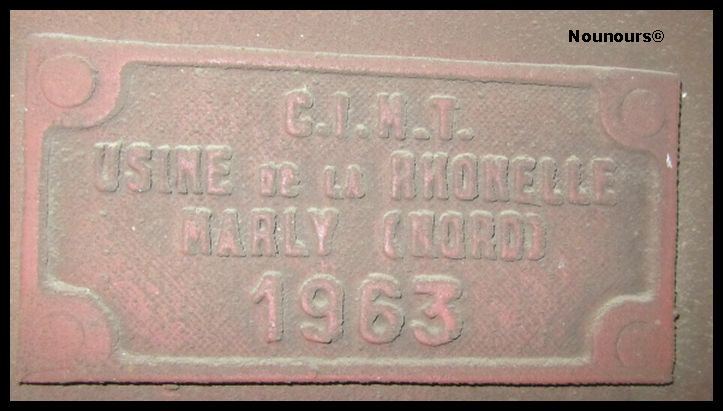 Nounours©
C.I.M.T.
USINE DE LA RHONELLE
MARLY (NORD)
1963